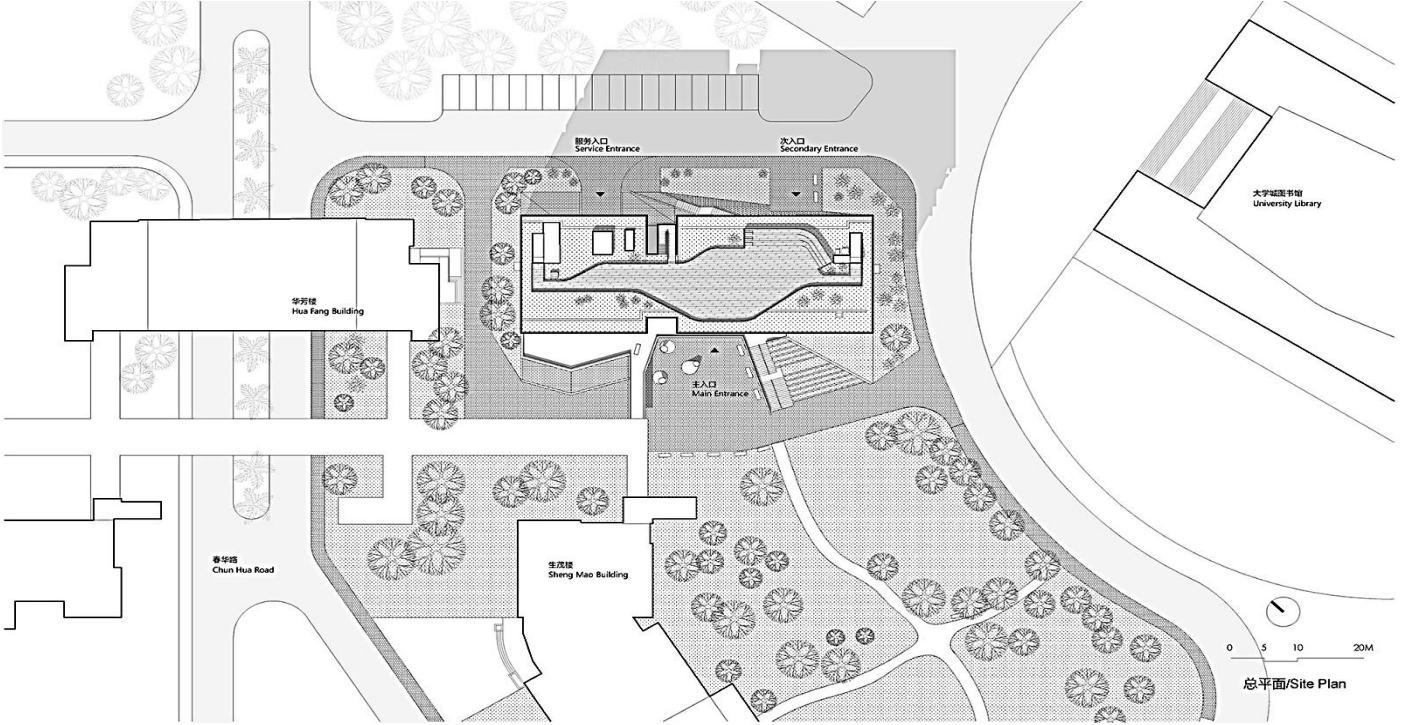 服务入口
Service Entrance
次入口
Secondary Entrance
大学城图书馆
University Library
华芳楼
Hua Fang Building
主入口
Main Entrance
春华路
Chun Hua Road
生茂楼
Sheng Mao Building
0 5 10 20M
总平面/Site Plan